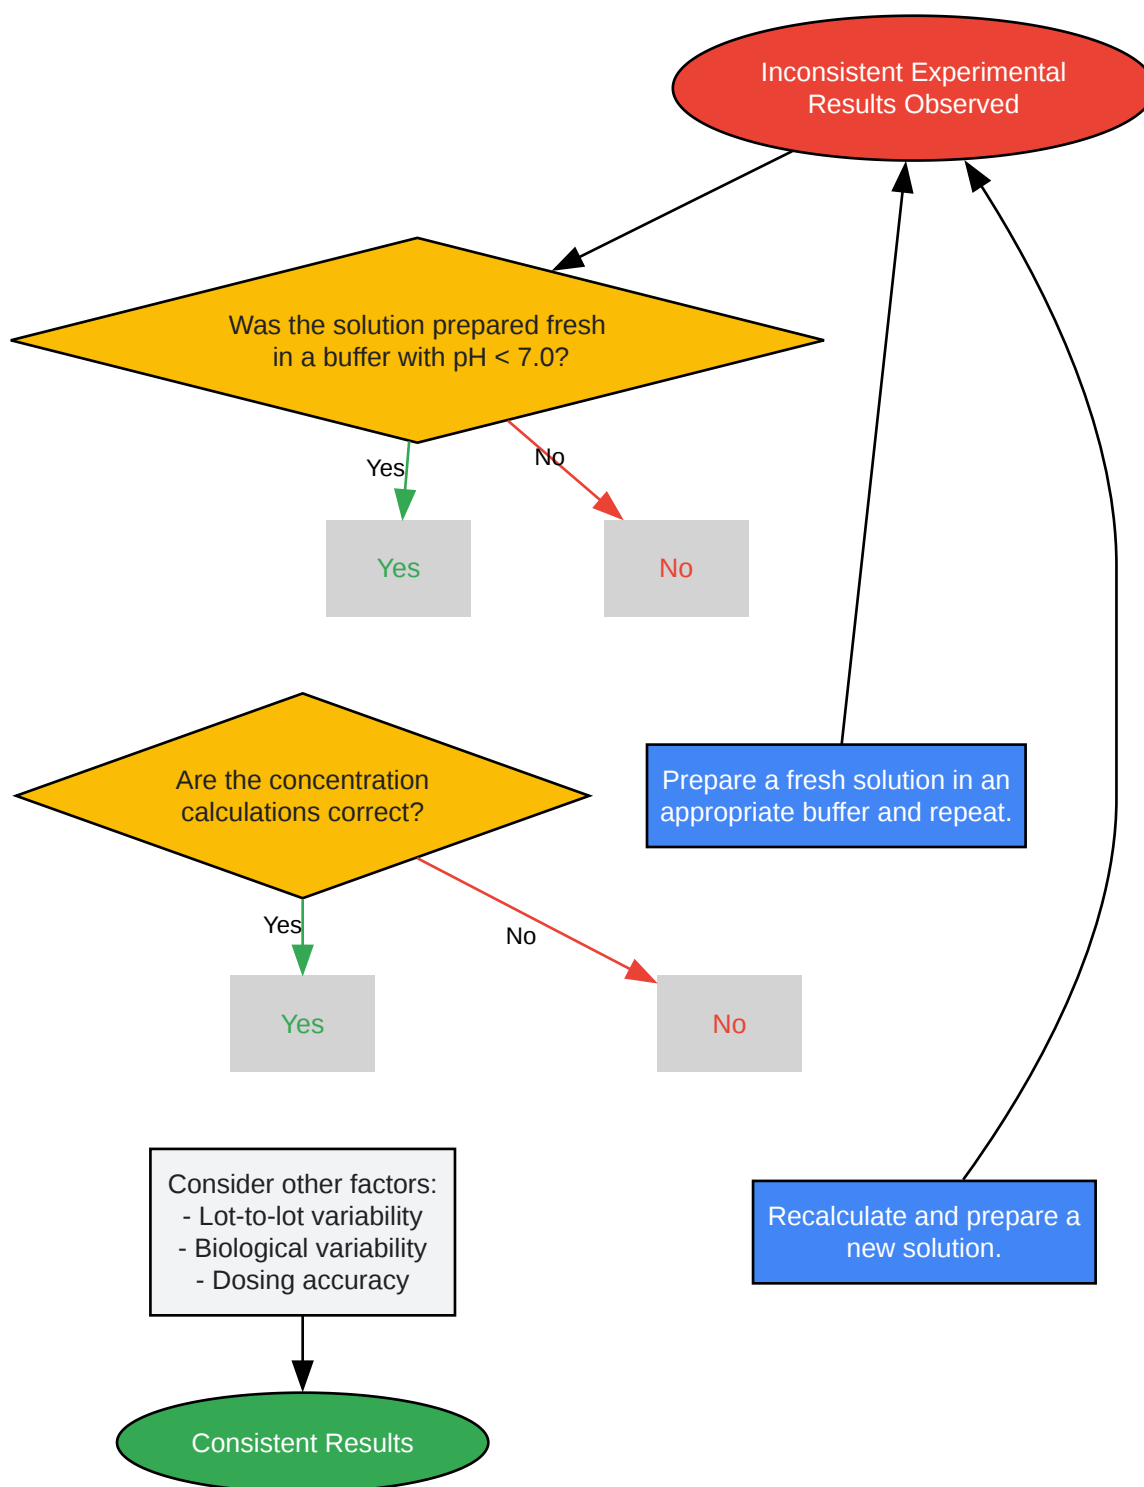 Inconsistent Experimental
Results Observed
Was the solution prepared fresh
in a buffer with pH < 7.0?
Yes
No
Yes
No
Are the concentration
calculations correct?
Prepare a fresh solution in an
appropriate buffer and repeat.
Yes
No
Yes
No
Consider other factors:
- Lot-to-lot variability
- Biological variability
- Dosing accuracy
Recalculate and prepare a
new solution.
Consistent Results